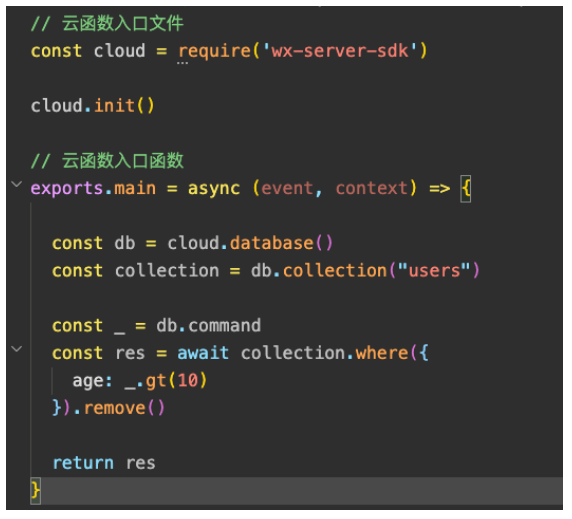 // 云函数入口文件
const cloud = require('wx-server-sdk')
cloud.init()
// 云函数入口函数
exports.main = async (event, context) => {
const db = cloud.database()
const collection = db.collection("users")
const _ = db.command
const res = await collection.where({
age: _.gt(10)
}).remove()
return res
}